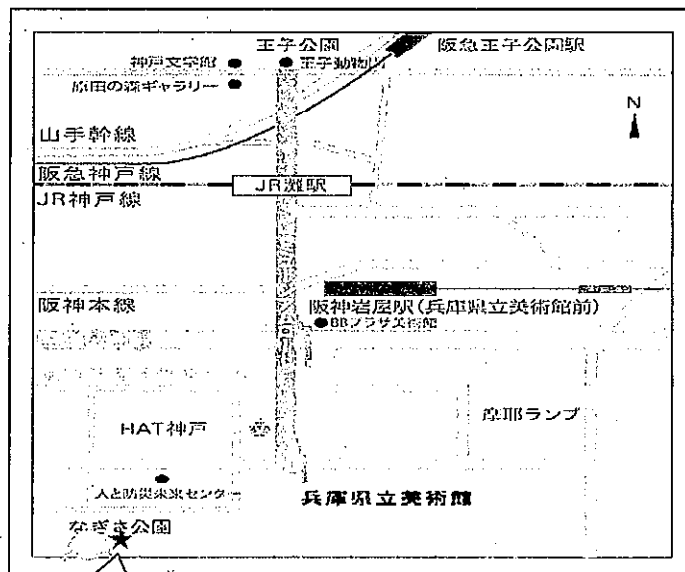 王子公園
阪急王子公園駅
神戸文学館
王子動物園
原田の森ギャラリー
N
山手幹線
阪急神戸線
JR灘駅
JR神戸線
阪神本線
阪神岩屋駅(兵庫県立美術館前)
BBプラザ美術館
HAT神戸
摩耶ランプ
人と防災未来センター
兵庫県立美術館
なぎさ公園